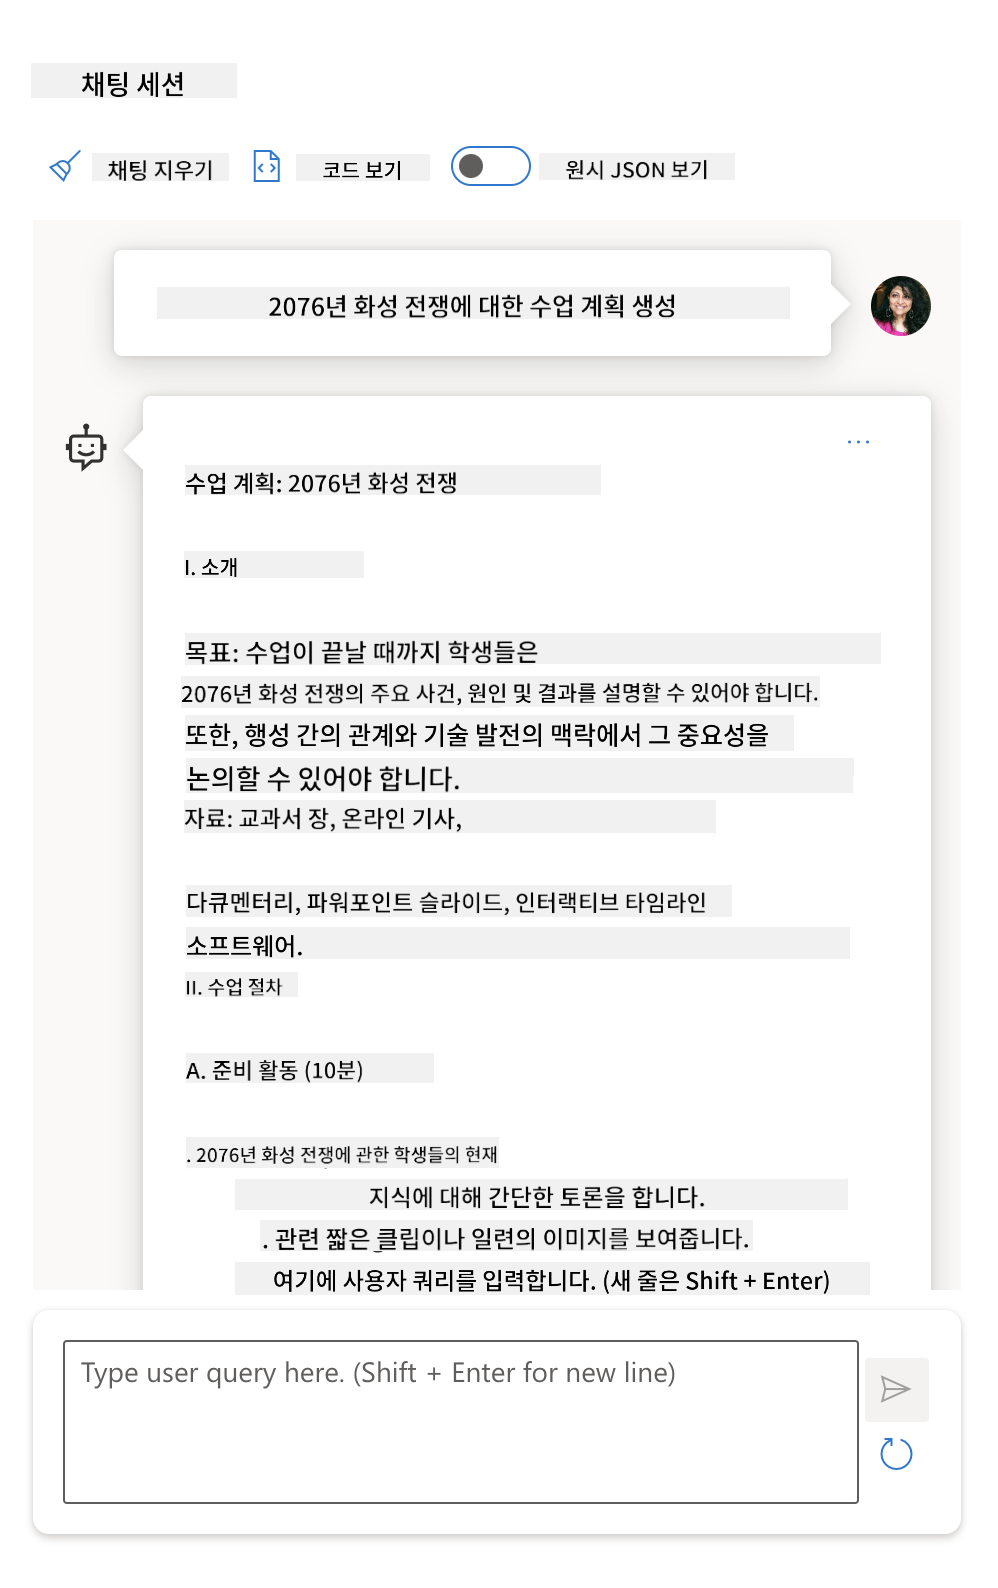 채팅 세션
채팅 지우기
코드 보기
원시 JSON 보기
2076년 화성 전쟁에 대한 수업 계획 생성
수업 계획: 2076년 화성 전쟁
I. 소개
목표: 수업이 끝날 때까지 학생들은
2076년 화성 전쟁의 주요 사건, 원인 및 결과를 설명할 수 있어야 합니다.
또한, 행성 간의 관계와 기술 발전의 맥락에서 그 중요성을
논의할 수 있어야 합니다.
자료: 교과서 장, 온라인 기사,
다큐멘터리, 파워포인트 슬라이드, 인터랙티브 타임라인
소프트웨어.
II. 수업 절차
A. 준비 활동 (10분)
. 2076년 화성 전쟁에 관한 학생들의 현재
지식에 대해 간단한 토론을 합니다.
. 관련 짧은 클립이나 일련의 이미지를 보여줍니다.
여기에 사용자 쿼리를 입력합니다. (새 줄은 Shift + Enter)
Type user query here. (Shift + Enter for new line)